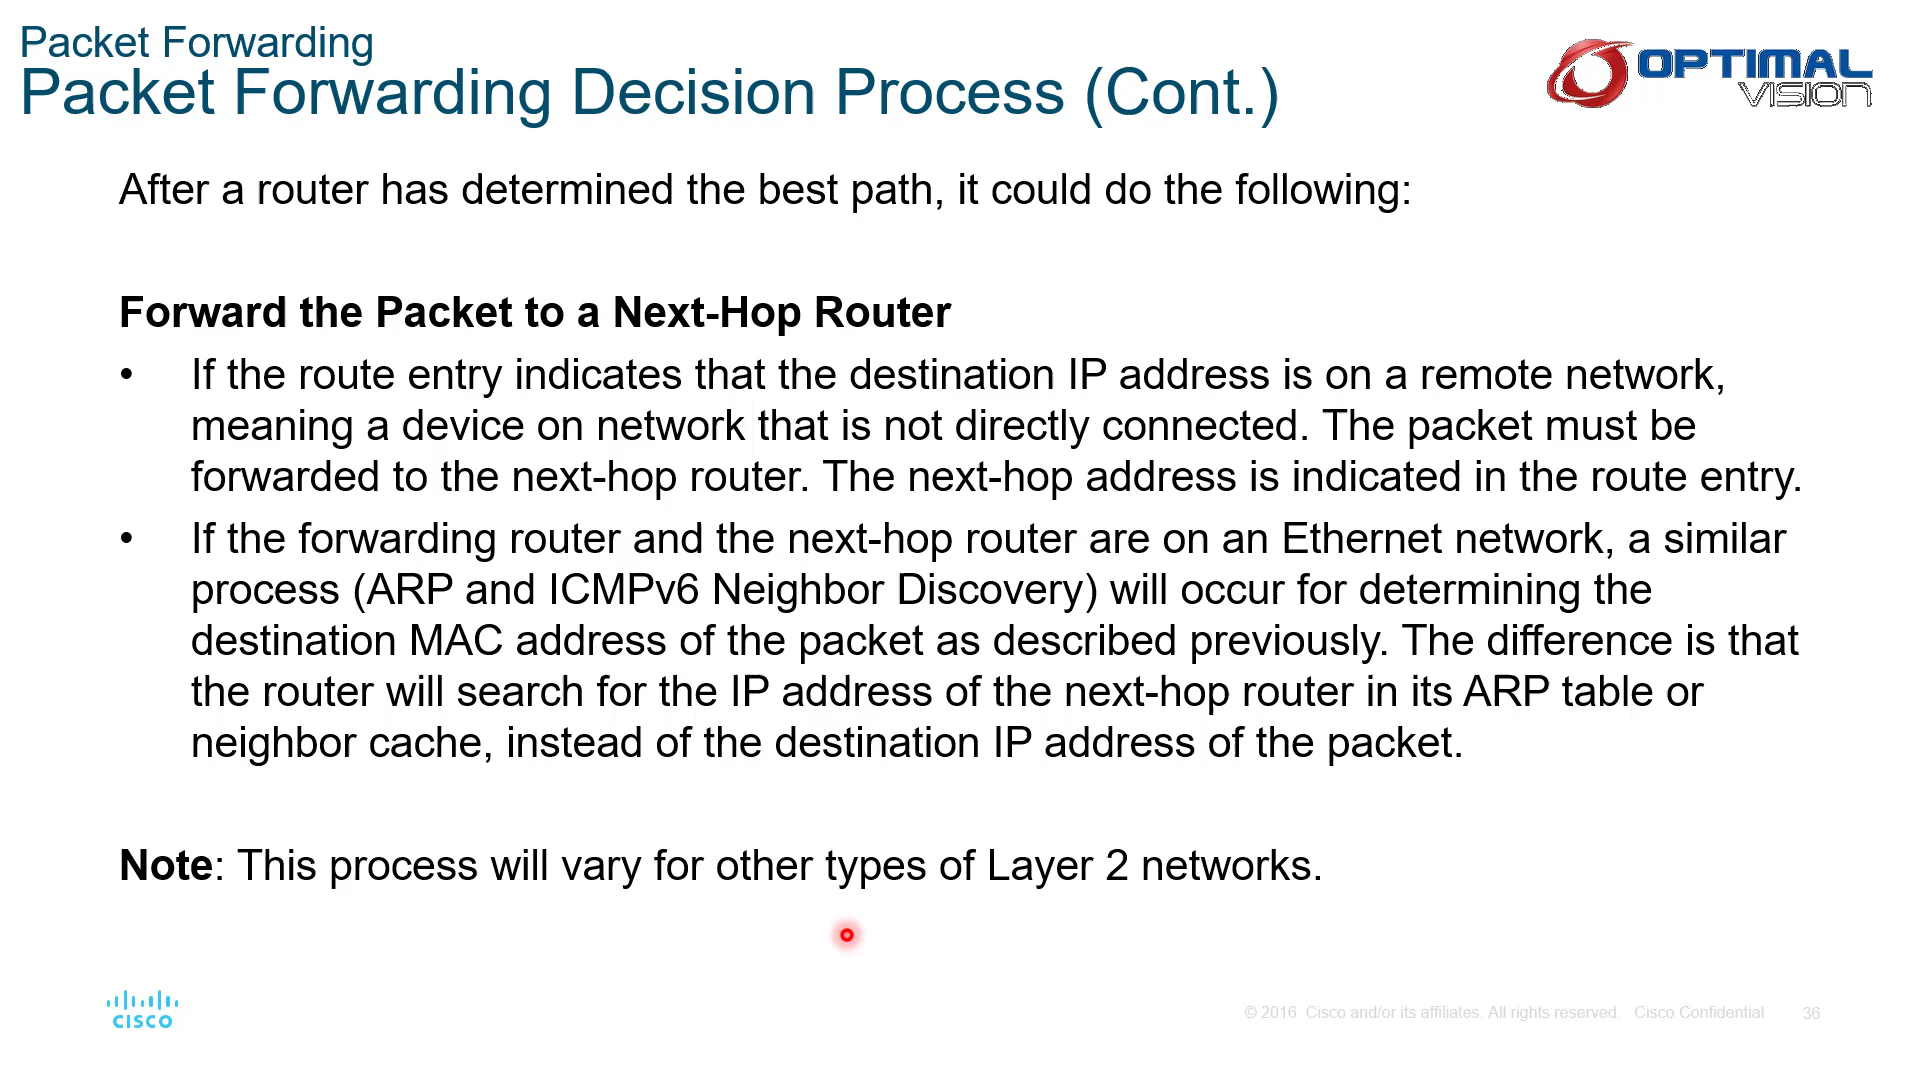 Packet Forwarding
Packet Forwarding Decision Process (Cont.)
OPTIMAL
VISION
After a router has determined the best path, it could do the following:
Forward the Packet to a Next-Hop Router
• If the route entry indicates that the destination IP address is on a remote network,
meaning a device on network that is not directly connected. The packet must be
forwarded to the next-hop router. The next-hop address is indicated in the route entry.
• If the forwarding router and the next-hop router are on an Ethernet network, a similar
process (ARP and ICMPv6 Neighbor Discovery) will occur for determining the
destination MAC address of the packet as described previously. The difference is that
the router will search for the IP address of the next-hop router in its ARP table or
neighbor cache, instead of the destination IP address of the packet.
Note: This process will vary for other types of Layer 2 networks.
CISCO
© 2016 Cisco and/or its affiliates. All rights reserved. Cisco Confidential 36